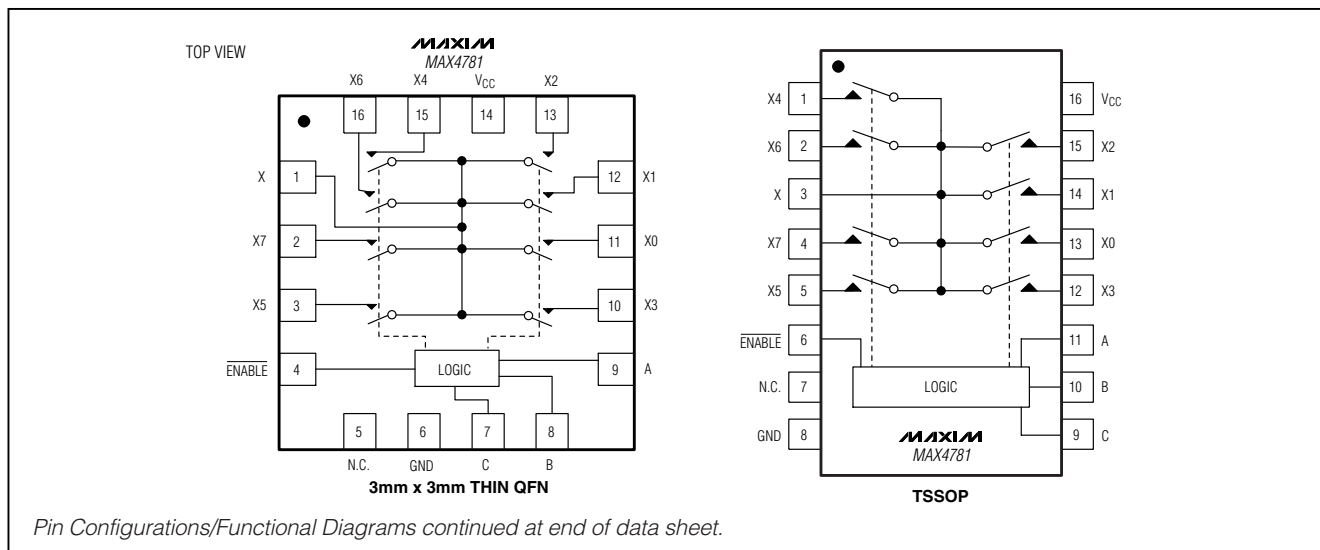 TOP VIEW
MAXIM
MAX4781
X6 X4 VCC X2
16 15 14 13
X 1 12 X1
X7 2 11 X0
X5 3 10 X3
ENABLE 4 LOGIC 9 A
5 6 7 8
N.C. GND C B
3mm x 3mm THIN QFN
X4 1 16 VCC
X6 2 15 X2
X 3 14 X1
X7 4 13 X0
X5 5 12 X3
ENABLE 6 11 A
N.C. 7 LOGIC 10 B
GND 8 9 C
MAXIM
MAX4781
TSSOP
Pin Configurations/Functional Diagrams continued at end of data sheet.